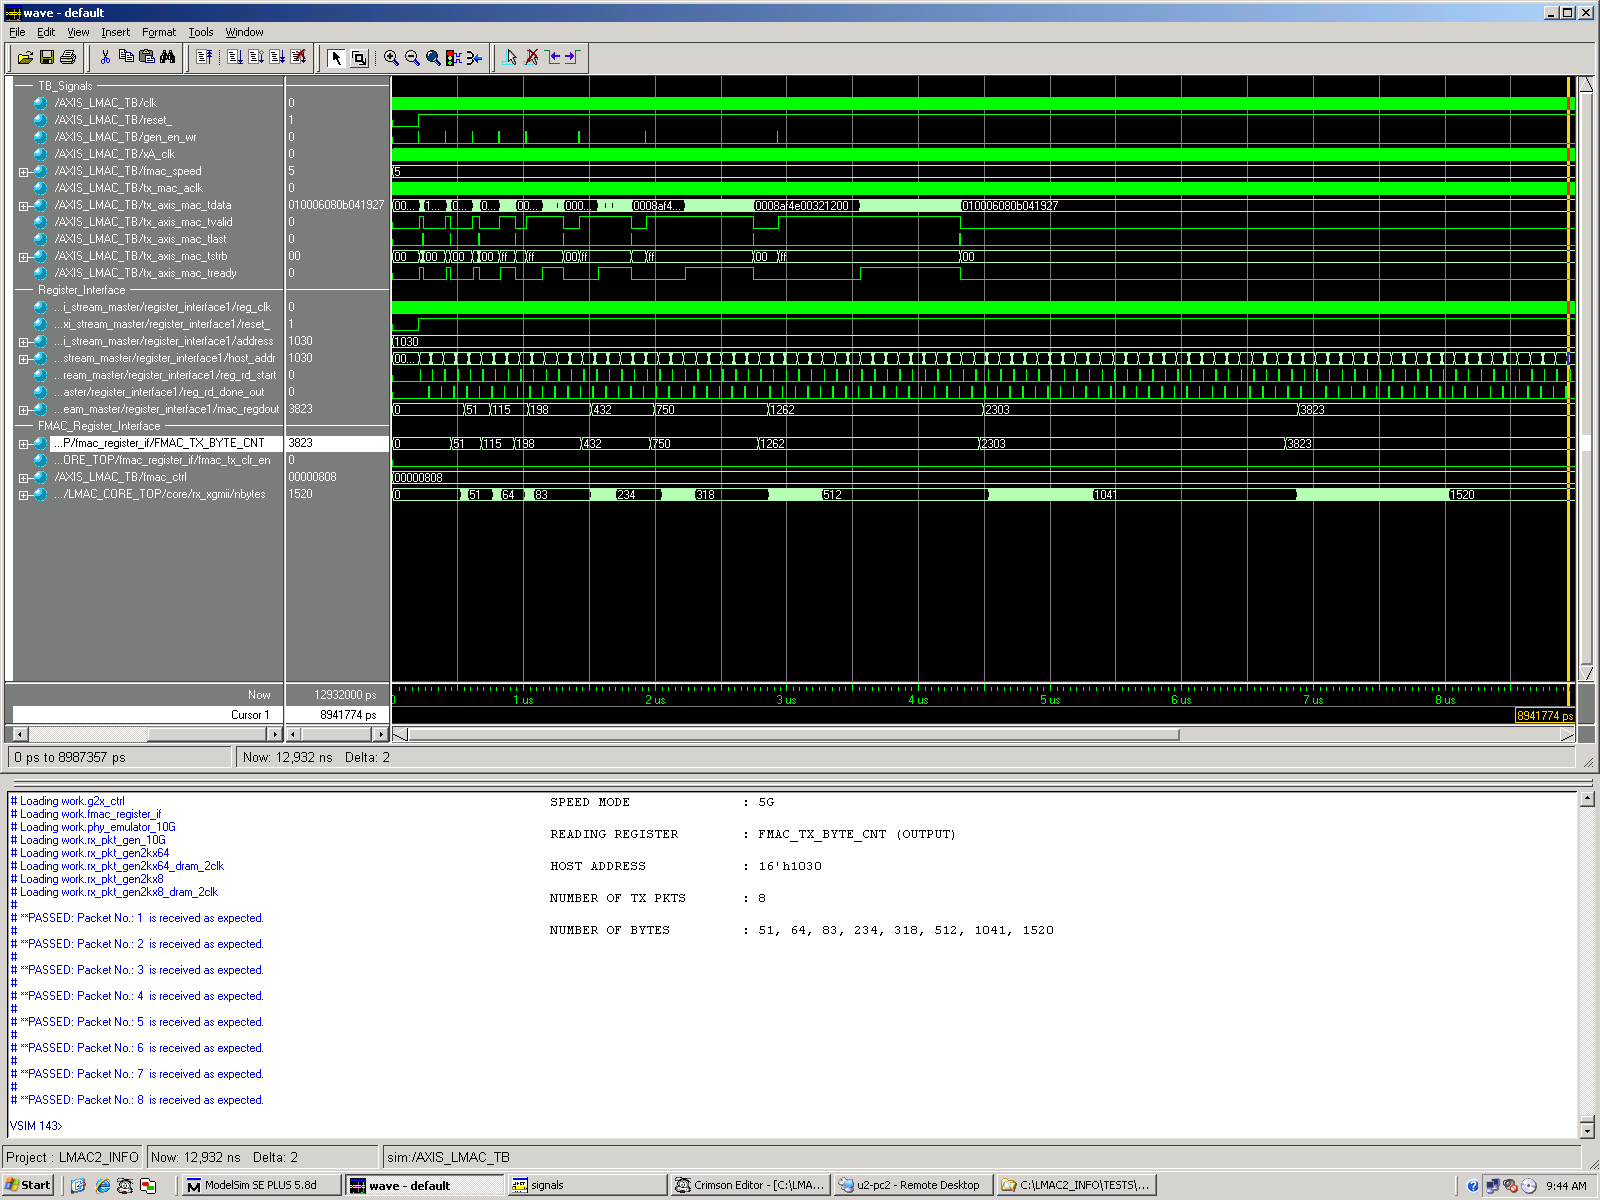 wave - default
File Edit View Insert Format Tools Window
TB_Signals
/AXIS_LMAC_TB/clk 0
/AXIS_LMAC_TB/reset_ 1
/AXIS_LMAC_TB/gen_en_wr 0
/AXIS_LMAC_TB/xA_clk 0
/AXIS_LMAC_TB/fmac_speed 5 5
/AXIS_LMAC_TB/tx_mac_aclk 0
/AXIS_LMAC_TB/tx_axis_mac_tdata 010006080b041927 00... 1... 0... 0... 00... 000... 0008af4... 0008af4e00321200 010006080b041927
/AXIS_LMAC_TB/tx_axis_mac_tvalid 0
/AXIS_LMAC_TB/tx_axis_mac_tlast 0
/AXIS_LMAC_TB/tx_axis_mac_tstrb 00 00 00 00 00 ff ff 00 ff ff 00 ff 00
/AXIS_LMAC_TB/tx_axis_mac_tready 0
Register_Interface
...i_stream_master/register_interface1/reg_clk 0
...xi_stream_master/register_interface1/reset_ 1
...i_stream_master/register_interface1/address 1030 1030
...stream_master/register_interface1/host_addr 1030 00...
...ream_master/register_interface1/reg_rd_start 0
...aster/register_interface1/reg_rd_done_out 0
...eam_master/register_interface1/mac_regdout 3823 0 51 115 198 432 750 1262 2303 3823
FMAC_Register_Interface
...P/fmac_register_if/FMAC_TX_BYTE_CNT 3823 0 51 115 198 432 750 1262 2303 3823
...ORE_TOP/fmac_register_if/fmac_tx_clr_en 0
/AXIS_LMAC_TB/fmac_ctrl 00000808 00000808
.../LMAC_CORE_TOP/core/rx_xgmii/nbytes 1520 0 51 64 83 234 318 512 1041 1520
Now 12932000 ps 1 us 2 us 3 us 4 us 5 us 6 us 7 us 8 us
Cursor 1 8941774 ps 8941774 ps
0 ps to 8987357 ps Now: 12,932 ns Delta: 2
# Loading work.g2x_ctrl
# Loading work.fmac_register_if
# Loading work.phy_emulator_10G
# Loading work.rx_pkt_gen_10G
# Loading work.rx_pkt_gen2kx64
# Loading work.rx_pkt_gen2kx64_dram_2clk
# Loading work.rx_pkt_gen2kx8
# Loading work.rx_pkt_gen2kx8_dram_2clk
#
# **PASSED: Packet No.: 1 is received as expected.
#
# **PASSED: Packet No.: 2 is received as expected.
#
# **PASSED: Packet No.: 3 is received as expected.
#
# **PASSED: Packet No.: 4 is received as expected.
#
# **PASSED: Packet No.: 5 is received as expected.
#
# **PASSED: Packet No.: 6 is received as expected.
#
# **PASSED: Packet No.: 7 is received as expected.
#
# **PASSED: Packet No.: 8 is received as expected.
VSIM 143>
SPEED MODE : 5G
READING REGISTER : FMAC_TX_BYTE_CNT (OUTPUT)
HOST ADDRESS : 16'h1030
NUMBER OF TX PKTS : 8
NUMBER OF BYTES : 51, 64, 83, 234, 318, 512, 1041, 1520
Project : LMAC2_INFO Now: 12,932 ns Delta: 2 sim:/AXIS_LMAC_TB
Start ModelSim SE PLUS 5.8d wave - default signals Crimson Editor - [C:\LMA... u2-pc2 - Remote Desktop C:\LMAC2_INFO\TESTS\... 9:44 AM